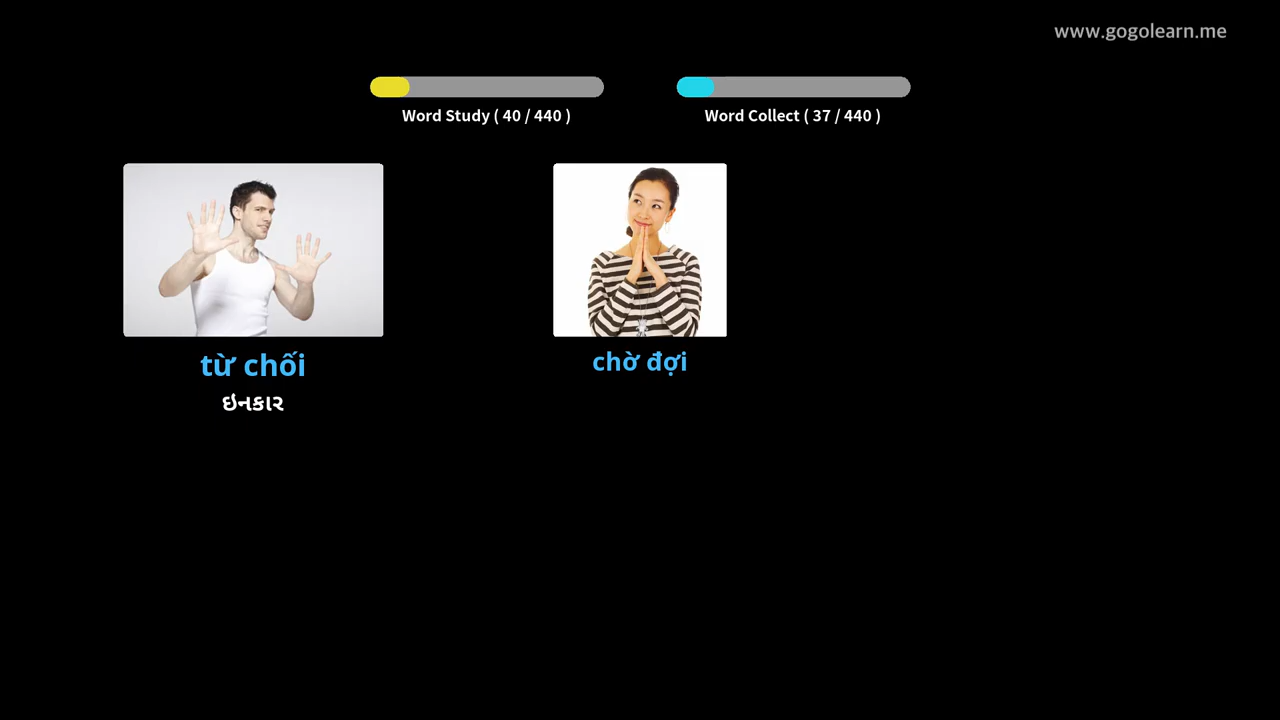 www.gogolearn.me
Word Study ( 40 / 440 )
Word Collect ( 37 / 440 )
từ chối
ઇનકાર
chờ đợi